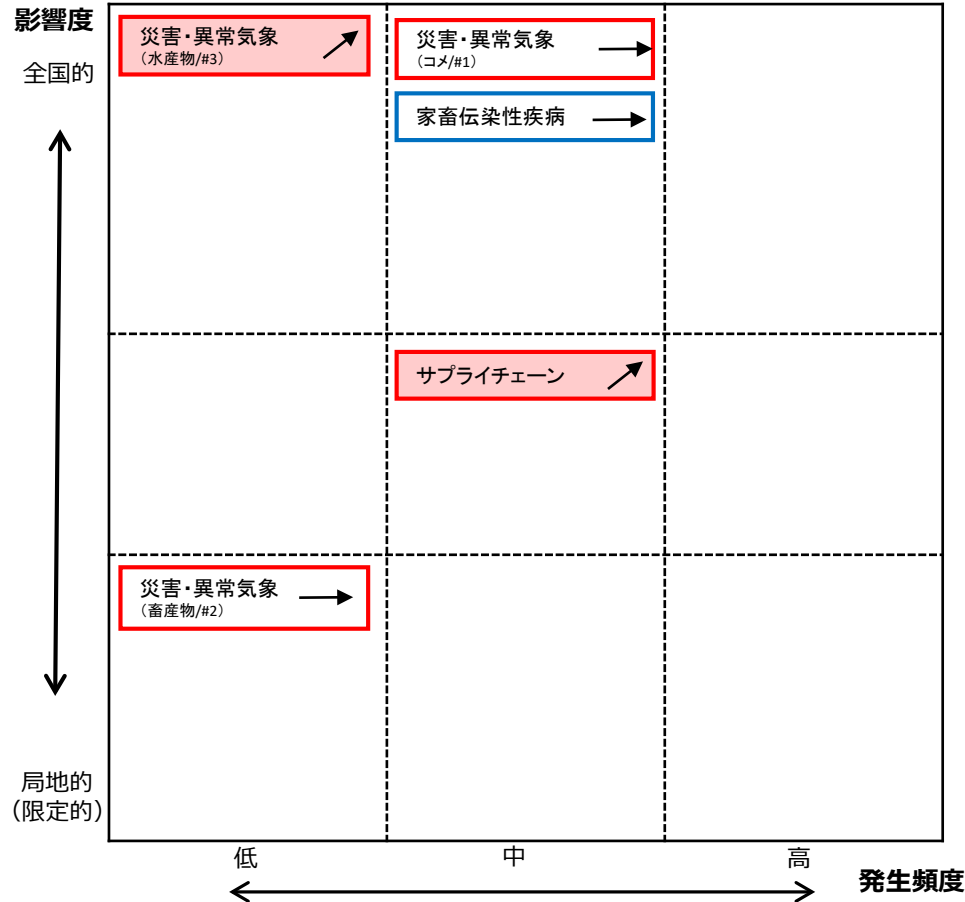 影響度
全国的
災害・異常気象
（水産物/#3）
災害・異常気象
（コメ/#1）
家畜伝染性疾病
サプライチェーン
災害・異常気象
（畜産物/#2）
局地的
（限定的）
低
中
高
発生頻度